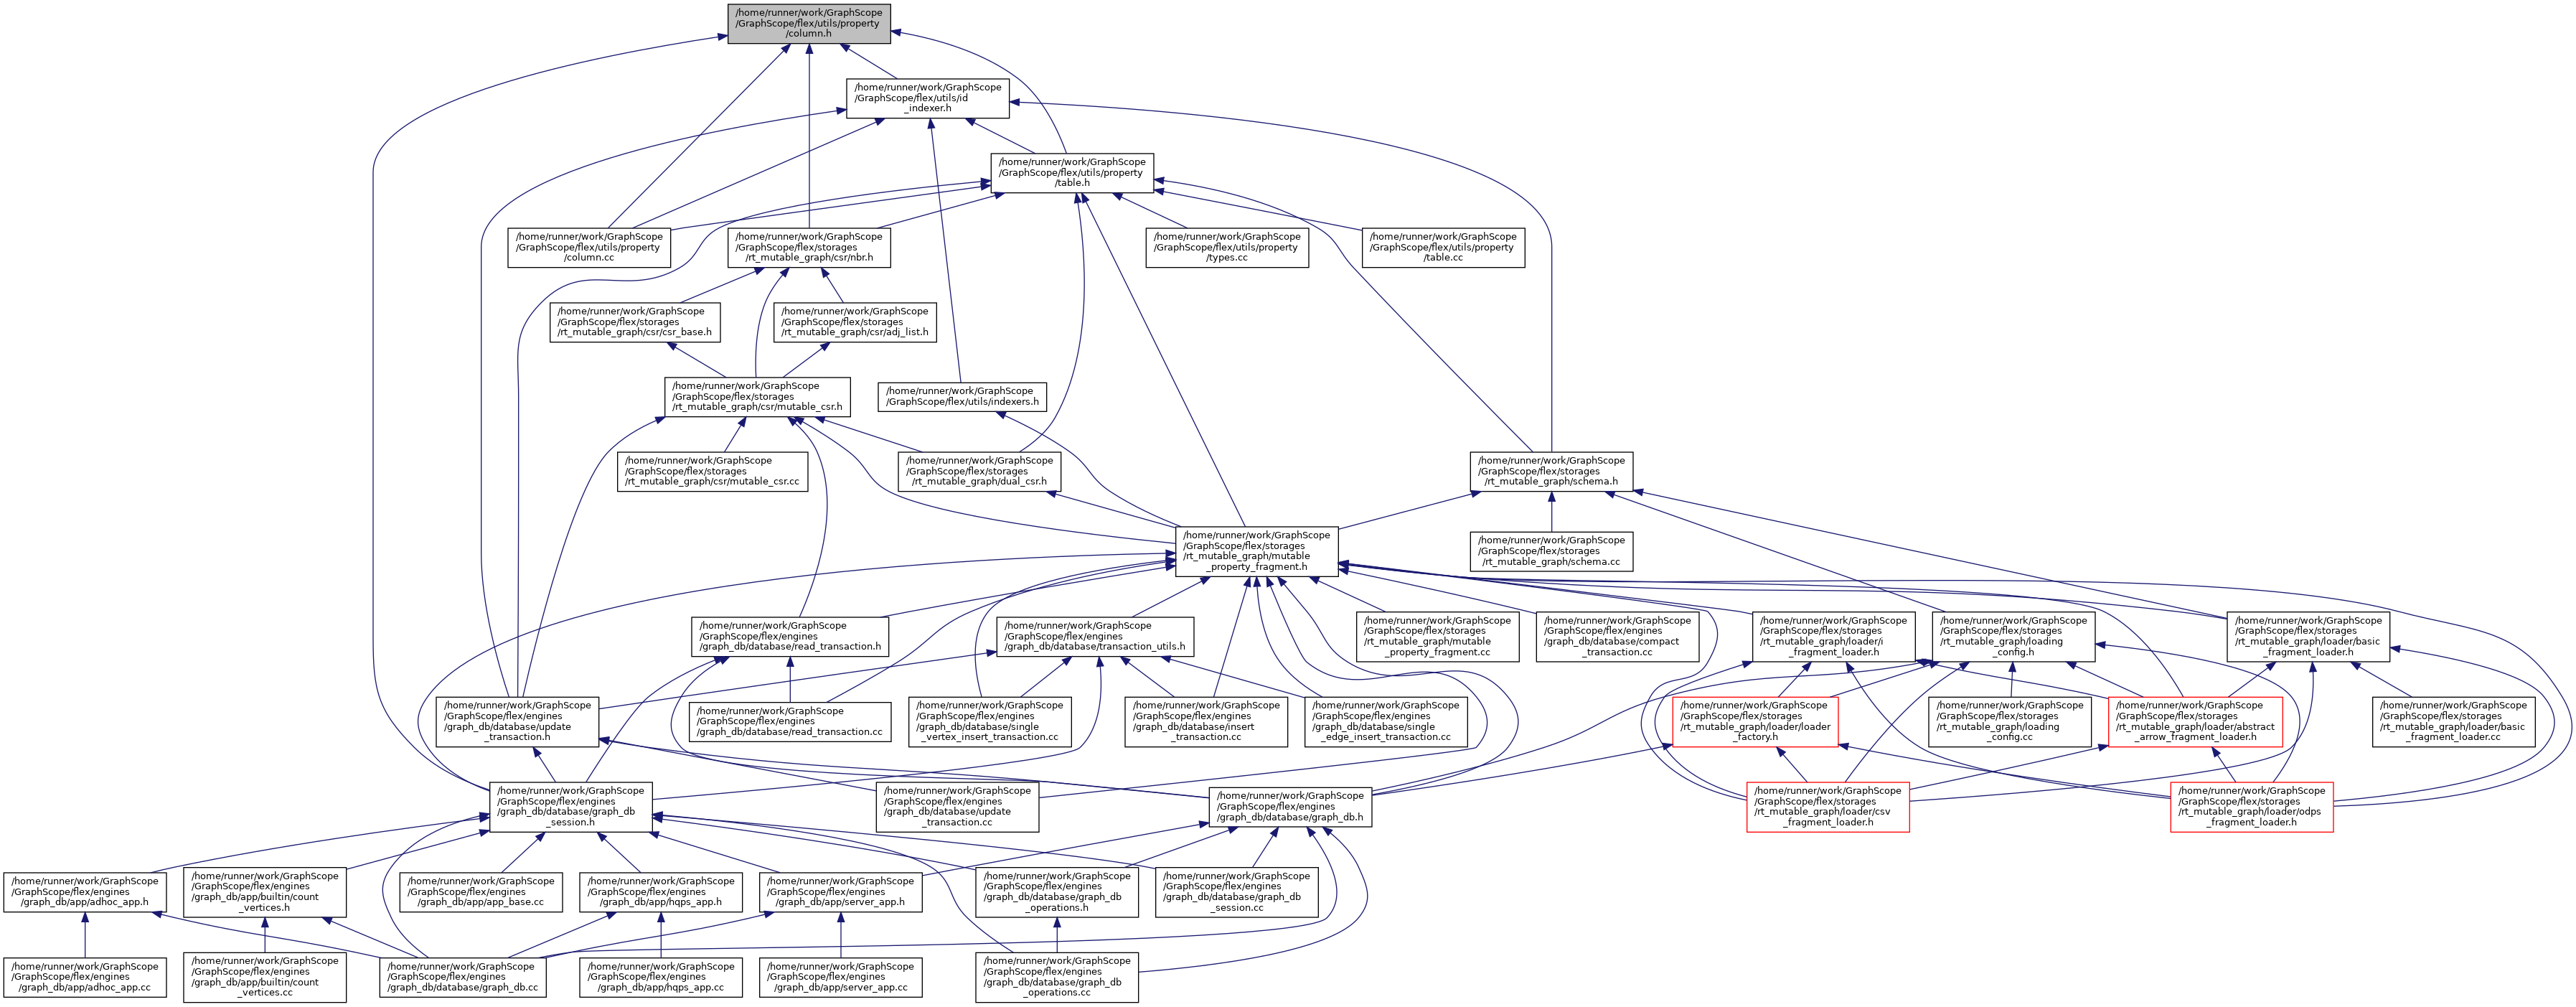 /home/runner/work/GraphScope
/GraphScope/flex/utils/property
/column.h
/home/runner/work/GraphScope
/GraphScope/flex/utils/id
_indexer.h
/home/runner/work/GraphScope
/GraphScope/flex/utils/property
/table.h
/home/runner/work/GraphScope
/GraphScope/flex/utils/property
/column.cc
/home/runner/work/GraphScope
/GraphScope/flex/storages
/rt_mutable_graph/csr/nbr.h
/home/runner/work/GraphScope
/GraphScope/flex/utils/property
/types.cc
/home/runner/work/GraphScope
/GraphScope/flex/utils/property
/table.cc
/home/runner/work/GraphScope
/GraphScope/flex/storages
/rt_mutable_graph/csr/csr_base.h
/home/runner/work/GraphScope
/GraphScope/flex/storages
/rt_mutable_graph/csr/adj_list.h
/home/runner/work/GraphScope
/GraphScope/flex/storages
/rt_mutable_graph/csr/mutable_csr.h
/home/runner/work/GraphScope
/GraphScope/flex/utils/indexers.h
/home/runner/work/GraphScope
/GraphScope/flex/storages
/rt_mutable_graph/csr/mutable_csr.cc
/home/runner/work/GraphScope
/GraphScope/flex/storages
/rt_mutable_graph/dual_csr.h
/home/runner/work/GraphScope
/GraphScope/flex/storages
/rt_mutable_graph/schema.h
/home/runner/work/GraphScope
/GraphScope/flex/storages
/rt_mutable_graph/mutable
_property_fragment.h
/home/runner/work/GraphScope
/GraphScope/flex/storages
/rt_mutable_graph/schema.cc
/home/runner/work/GraphScope
/GraphScope/flex/engines
/graph_db/database/read_transaction.h
/home/runner/work/GraphScope
/GraphScope/flex/engines
/graph_db/database/transaction_utils.h
/home/runner/work/GraphScope
/GraphScope/flex/storages
/rt_mutable_graph/mutable
_property_fragment.cc
/home/runner/work/GraphScope
/GraphScope/flex/engines
/graph_db/database/compact
_transaction.cc
/home/runner/work/GraphScope
/GraphScope/flex/storages
/rt_mutable_graph/loader/i
_fragment_loader.h
/home/runner/work/GraphScope
/GraphScope/flex/storages
/rt_mutable_graph/loading
_config.h
/home/runner/work/GraphScope
/GraphScope/flex/storages
/rt_mutable_graph/loader/basic
_fragment_loader.h
/home/runner/work/GraphScope
/GraphScope/flex/engines
/graph_db/database/update
_transaction.h
/home/runner/work/GraphScope
/GraphScope/flex/engines
/graph_db/database/read_transaction.cc
/home/runner/work/GraphScope
/GraphScope/flex/engines
/graph_db/database/single
_vertex_insert_transaction.cc
/home/runner/work/GraphScope
/GraphScope/flex/engines
/graph_db/database/insert
_transaction.cc
/home/runner/work/GraphScope
/GraphScope/flex/engines
/graph_db/database/single
_edge_insert_transaction.cc
/home/runner/work/GraphScope
/GraphScope/flex/storages
/rt_mutable_graph/loader/loader
_factory.h
/home/runner/work/GraphScope
/GraphScope/flex/storages
/rt_mutable_graph/loading
_config.cc
/home/runner/work/GraphScope
/GraphScope/flex/storages
/rt_mutable_graph/loader/abstract
_arrow_fragment_loader.h
/home/runner/work/GraphScope
/GraphScope/flex/storages
/rt_mutable_graph/loader/basic
_fragment_loader.cc
/home/runner/work/GraphScope
/GraphScope/flex/engines
/graph_db/database/graph_db
_session.h
/home/runner/work/GraphScope
/GraphScope/flex/engines
/graph_db/database/update
_transaction.cc
/home/runner/work/GraphScope
/GraphScope/flex/engines
/graph_db/database/graph_db.h
/home/runner/work/GraphScope
/GraphScope/flex/storages
/rt_mutable_graph/loader/csv
_fragment_loader.h
/home/runner/work/GraphScope
/GraphScope/flex/storages
/rt_mutable_graph/loader/odps
_fragment_loader.h
/home/runner/work/GraphScope
/GraphScope/flex/engines
/graph_db/app/adhoc_app.h
/home/runner/work/GraphScope
/GraphScope/flex/engines
/graph_db/app/builtin/count
_vertices.h
/home/runner/work/GraphScope
/GraphScope/flex/engines
/graph_db/app/app_base.cc
/home/runner/work/GraphScope
/GraphScope/flex/engines
/graph_db/app/hqps_app.h
/home/runner/work/GraphScope
/GraphScope/flex/engines
/graph_db/app/server_app.h
/home/runner/work/GraphScope
/GraphScope/flex/engines
/graph_db/database/graph_db
_operations.h
/home/runner/work/GraphScope
/GraphScope/flex/engines
/graph_db/database/graph_db
_session.cc
/home/runner/work/GraphScope
/GraphScope/flex/engines
/graph_db/app/adhoc_app.cc
/home/runner/work/GraphScope
/GraphScope/flex/engines
/graph_db/app/builtin/count
_vertices.cc
/home/runner/work/GraphScope
/GraphScope/flex/engines
/graph_db/database/graph_db.cc
/home/runner/work/GraphScope
/GraphScope/flex/engines
/graph_db/app/hqps_app.cc
/home/runner/work/GraphScope
/GraphScope/flex/engines
/graph_db/app/server_app.cc
/home/runner/work/GraphScope
/GraphScope/flex/engines
/graph_db/database/graph_db
_operations.cc